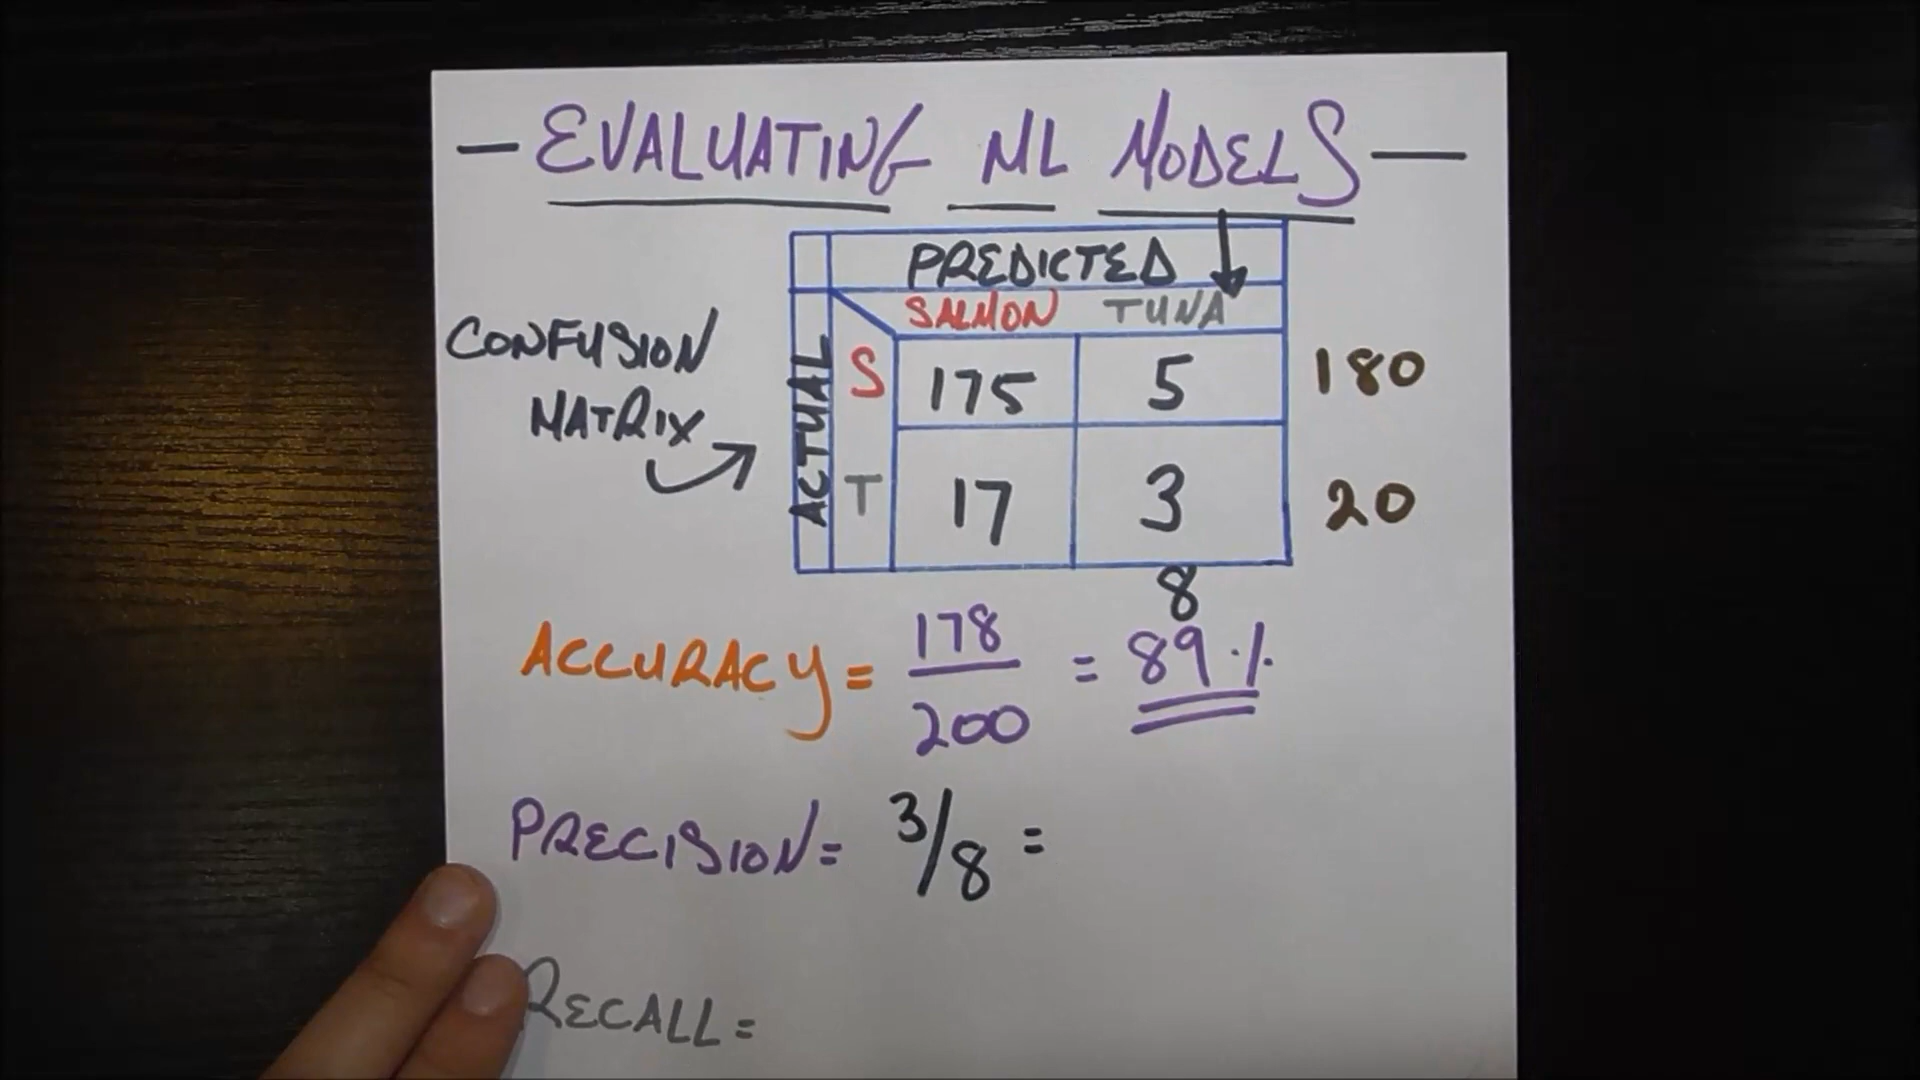 — EVALUATING ML MODELS —
PREDICTED
SALMON TUNA
CONFUSION
MATRIX
ACTUAL
S 175 5 180
T 17 3 20
8
ACCURACY = 178/200 = 89%
PRECISION = 3/8 =
RECALL =